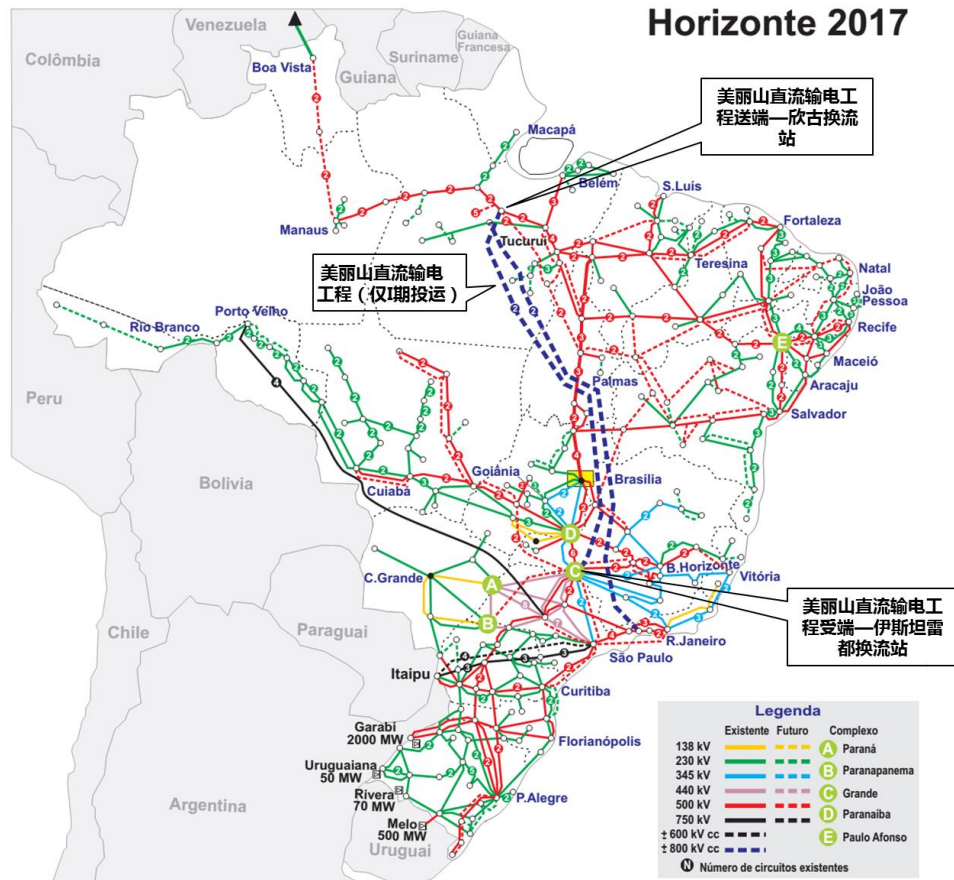 Horizonte 2017
Venezuela
Guiana
Francesa
Colômbia
Suriname
Boa Vista
Guiana
美丽山直流输电工
程送端—欣古换流
站
Macapá
Belém
S.Luis
Manaus
Fortaleza
Tucuruí
Teresina
美丽山直流输电
工程（仅I期投运）
Natal
João
Pessoa
Porto Velho
Rio Branco
Recife
E
Maceió
Peru
Palmas
Aracaju
Salvador
Goiânia
Bolivia
Cuiabá
Brasília
D
B.Horizonte
C
Vitória
C.Grande
A
美丽山直流输电工
程受端—伊斯坦雷
都换流站
B
Paraguai
Chile
R.Janeiro
São Paulo
Itaipu
Curitiba
Garabi
2000 MW
Florianópolis
Uruguaiana
50 MW
Rivera
70 MW
P.Alegre
Argentina
Melo
500 MW
Uruguai
Legenda
Existente Futuro Complexo
138 kV A Paraná
230 kV
345 kV B Paranapanema
440 kV C Grande
500 kV
750 kV D Paranaíba
± 600 kV cc
± 800 kV cc E Paulo Afonso
N Número de circuitos existentes